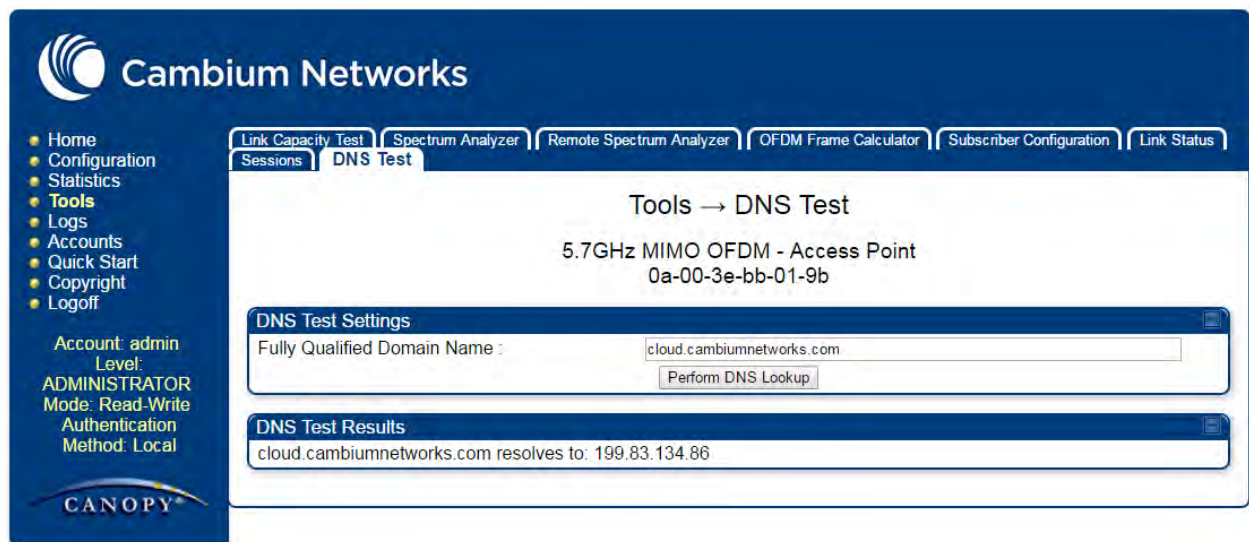 Cambium Networks
Home
Configuration
Statistics
Tools
Logs
Accounts
Quick Start
Copyright
Logoff
Account: admin
Level:
ADMINISTRATOR
Mode: Read-Write
Authentication
Method: Local
CANOPY®
Link Capacity Test Spectrum Analyzer Remote Spectrum Analyzer OFDM Frame Calculator Subscriber Configuration Link Status
Sessions DNS Test
Tools → DNS Test
5.7GHz MIMO OFDM - Access Point
0a-00-3e-bb-01-9b
DNS Test Settings
Fully Qualified Domain Name : cloud.cambiumnetworks.com
Perform DNS Lookup
DNS Test Results
cloud.cambiumnetworks.com resolves to: 199.83.134.86